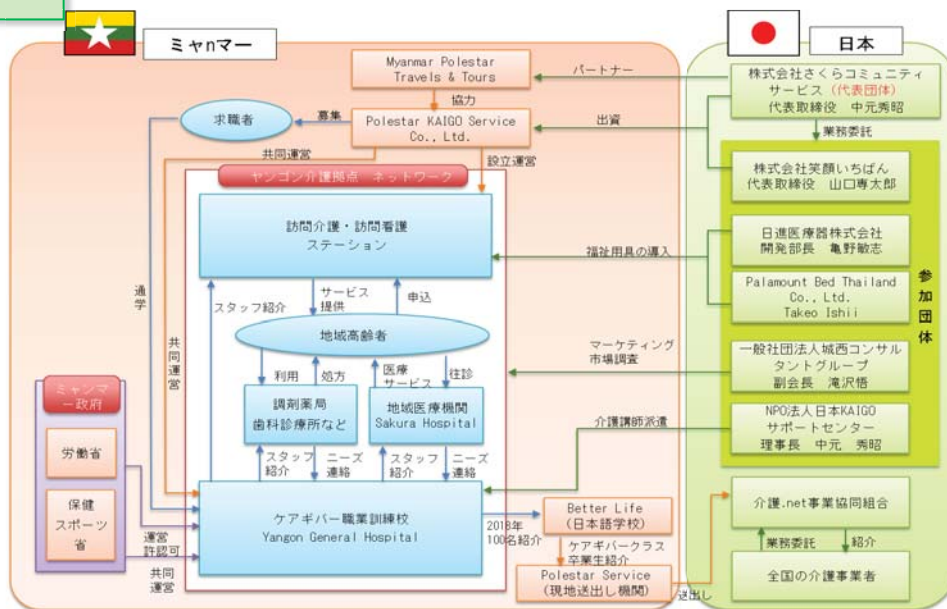 ミャnマー
日本
Myanmar Polestar
Travels & Tours
パートナー
株式会社さくらコミュニティ
サービス（代表団体）
代表取締役　中元秀昭
協力
求職者
募集
Polestar KAIGO Service
Co., Ltd.
出資
業務委託
共同運営
設立運営
ヤンゴン介護拠点　ネットワーク
株式会社笑顔いちばん
代表取締役　山口専太郎
訪問介護・訪問看護
ステーション
福祉用具の導入
日進医療器株式会社
開発部長　亀野敏志
Palamount Bed Thailand
Co., Ltd.
Takeo Ishii
参加団体
通学
スタッフ紹介
サービス
提供
申込
地域高齢者
共同運営
利用
処方
医療
サービス
往診
マーケティング
市場調査
一般社団法人城西コンサル
タントグループ
副会長　滝沢悟
ミャンマ
ー政府
調剤薬局
歯科診療所など
地域医療機関
Sakura Hospital
介護講師派遣
NPO法人日本KAIGO
サポートセンター
理事長　中元　秀昭
労働省
スタッフ
紹介
ニーズ
連絡
スタッフ
紹介
ニーズ
連絡
保健
スポーツ
省
ケアギバー職業訓練校
Yangon General Hospital
2018年
100名紹介
Better Life
（日本語学校）
介護.net事業協同組合
運営
許認可
ケアギバークラス
卒業生紹介
業務委託
紹介
共同
運営
Polestar Service
（現地送出し機関）
送出し
全国の介護事業者